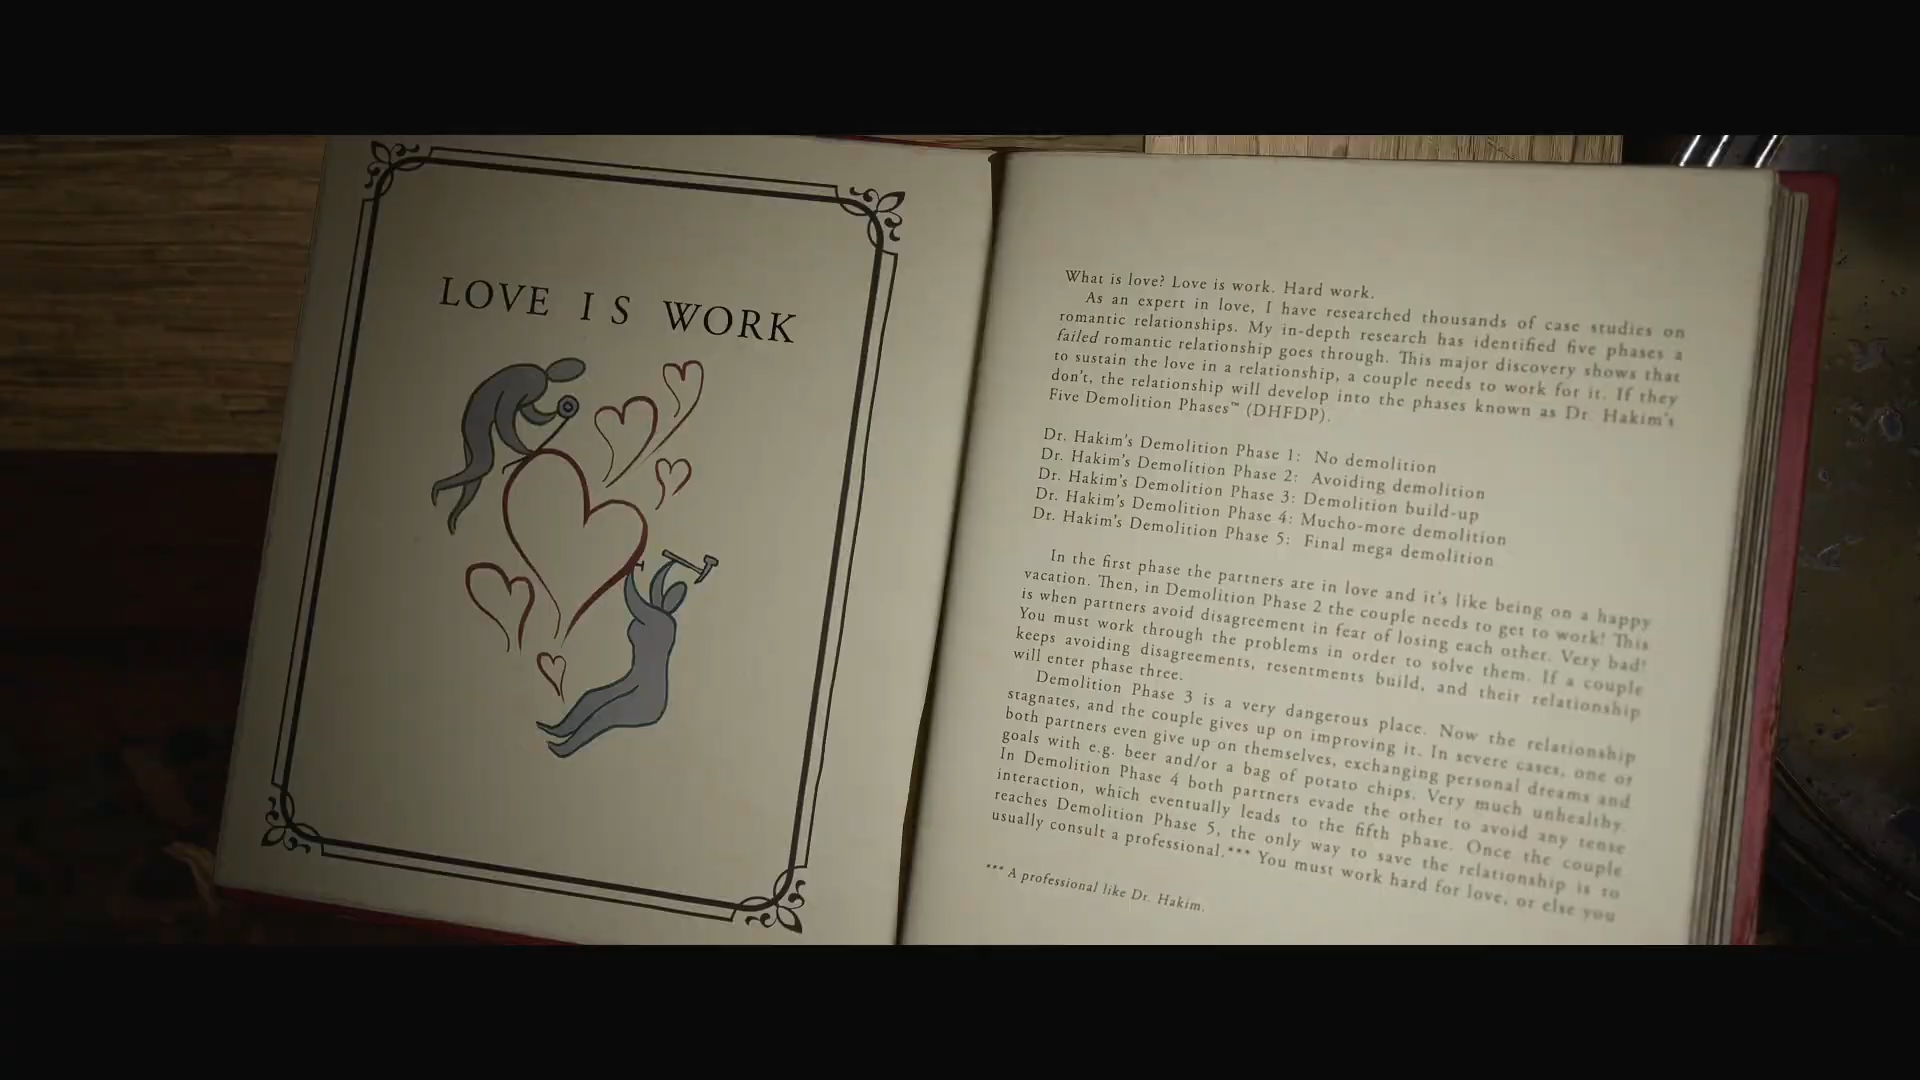 LOVE IS WORK
What is love? Love is work. Hard work.
As an expert in love, I have researched thousands of case studies on
romantic relationships. My in-depth research has identified five phases a
failed romantic relationship goes through. This major discovery shows that
to sustain the love in a relationship, a couple needs to work for it. If they
don't, the relationship will develop into the phases known as Dr. Hakim's
Five Demolition Phases™ (DHFDP).
Dr. Hakim's Demolition Phase 1: No demolition
Dr. Hakim's Demolition Phase 2: Avoiding demolition
Dr. Hakim's Demolition Phase 3: Demolition build-up
Dr. Hakim's Demolition Phase 4: Mucho-more demolition
Dr. Hakim's Demolition Phase 5: Final mega demolition
In the first phase the partners are in love and it's like being on a happy
vacation. Then, in Demolition Phase 2 the couple needs to get to work! This
is when partners avoid disagreement in fear of losing each other. Very bad!
You must work through the problems in order to solve them. If a couple
keeps avoiding disagreements, resentments build, and their relationship
will enter phase three.
Demolition Phase 3 is a very dangerous place. Now the relationship
stagnates, and the couple gives up on improving it. In severe cases, one or
both partners even give up on themselves, exchanging personal dreams and
goals with e.g. beer and/or a bag of potato chips. Very much unhealthy.
In Demolition Phase 4 both partners evade the other to avoid any tense
interaction, which eventually leads to the fifth phase. Once the couple
reaches Demolition Phase 5, the only way to save the relationship is to
usually consult a professional.*** You must work hard for love, or else you
*** A professional like Dr. Hakim.